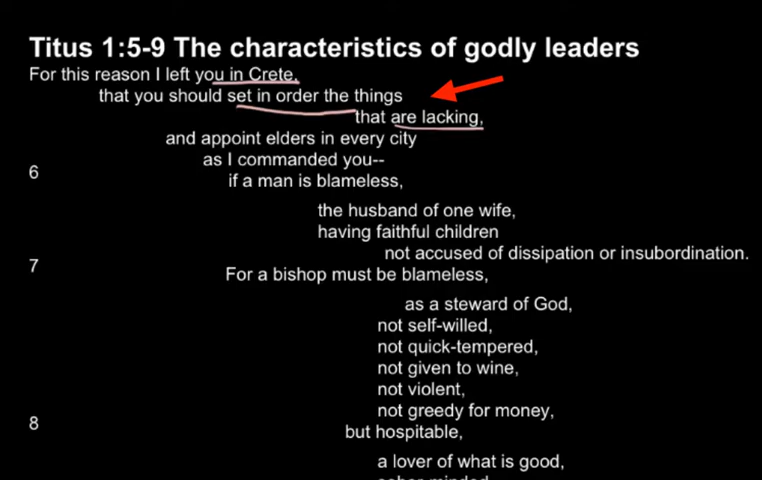 Titus 1:5-9 The characteristics of godly leaders
For this reason I left you in Crete,
that you should set in order the things
that are lacking,
and appoint elders in every city
as I commanded you--
6
if a man is blameless,
the husband of one wife,
having faithful children
not accused of dissipation or insubordination.
7
For a bishop must be blameless,
as a steward of God,
not self-willed,
not quick-tempered,
not given to wine,
not violent,
not greedy for money,
8
but hospitable,
a lover of what is good,